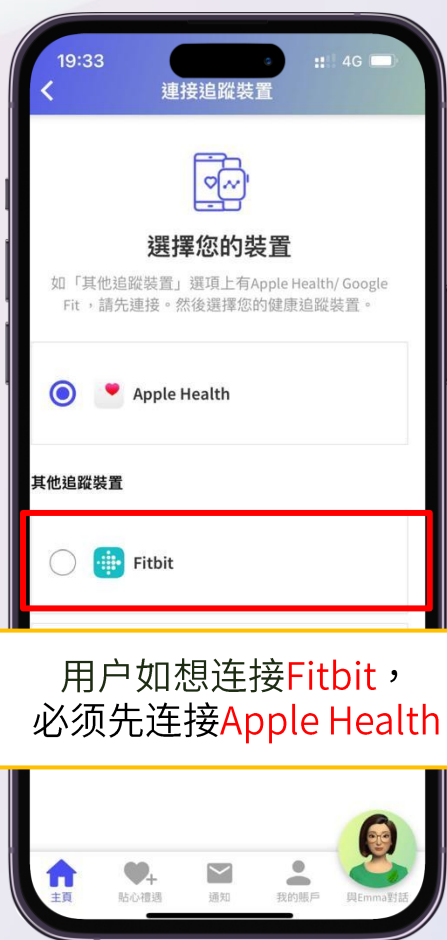 19:33
4G
連接追蹤裝置
選擇您的裝置
如「其他追蹤裝置」選項上有Apple Health/ Google
Fit ，請先連接。然後選擇您的健康追蹤裝置。
Apple Health
其他追蹤裝置
Fitbit
用户如想连接Fitbit，
必须先连接Apple Health
主頁
貼心禮遇
通知
我的賬戶
與Emma對話